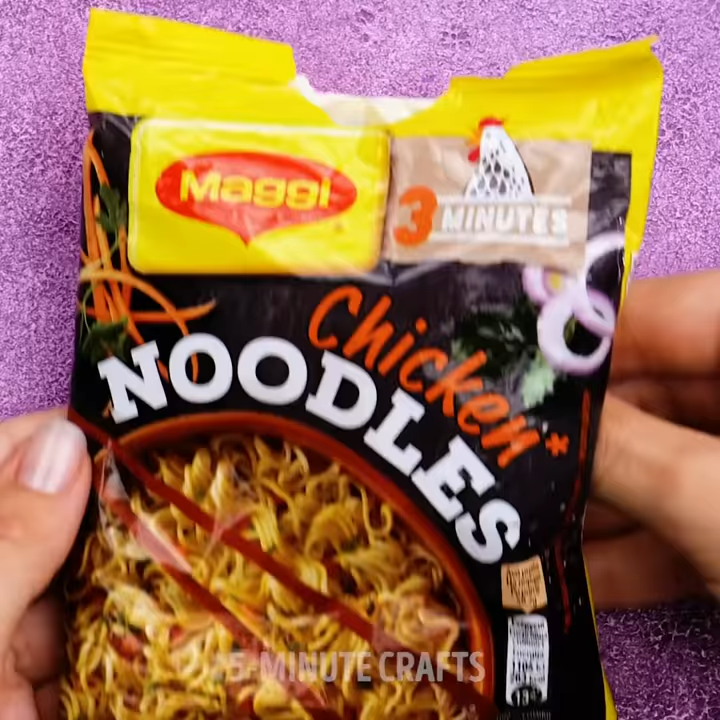 Maggi
3 MINUTES
Chicken*
NOODLES
5-MINUTE CRAFTS